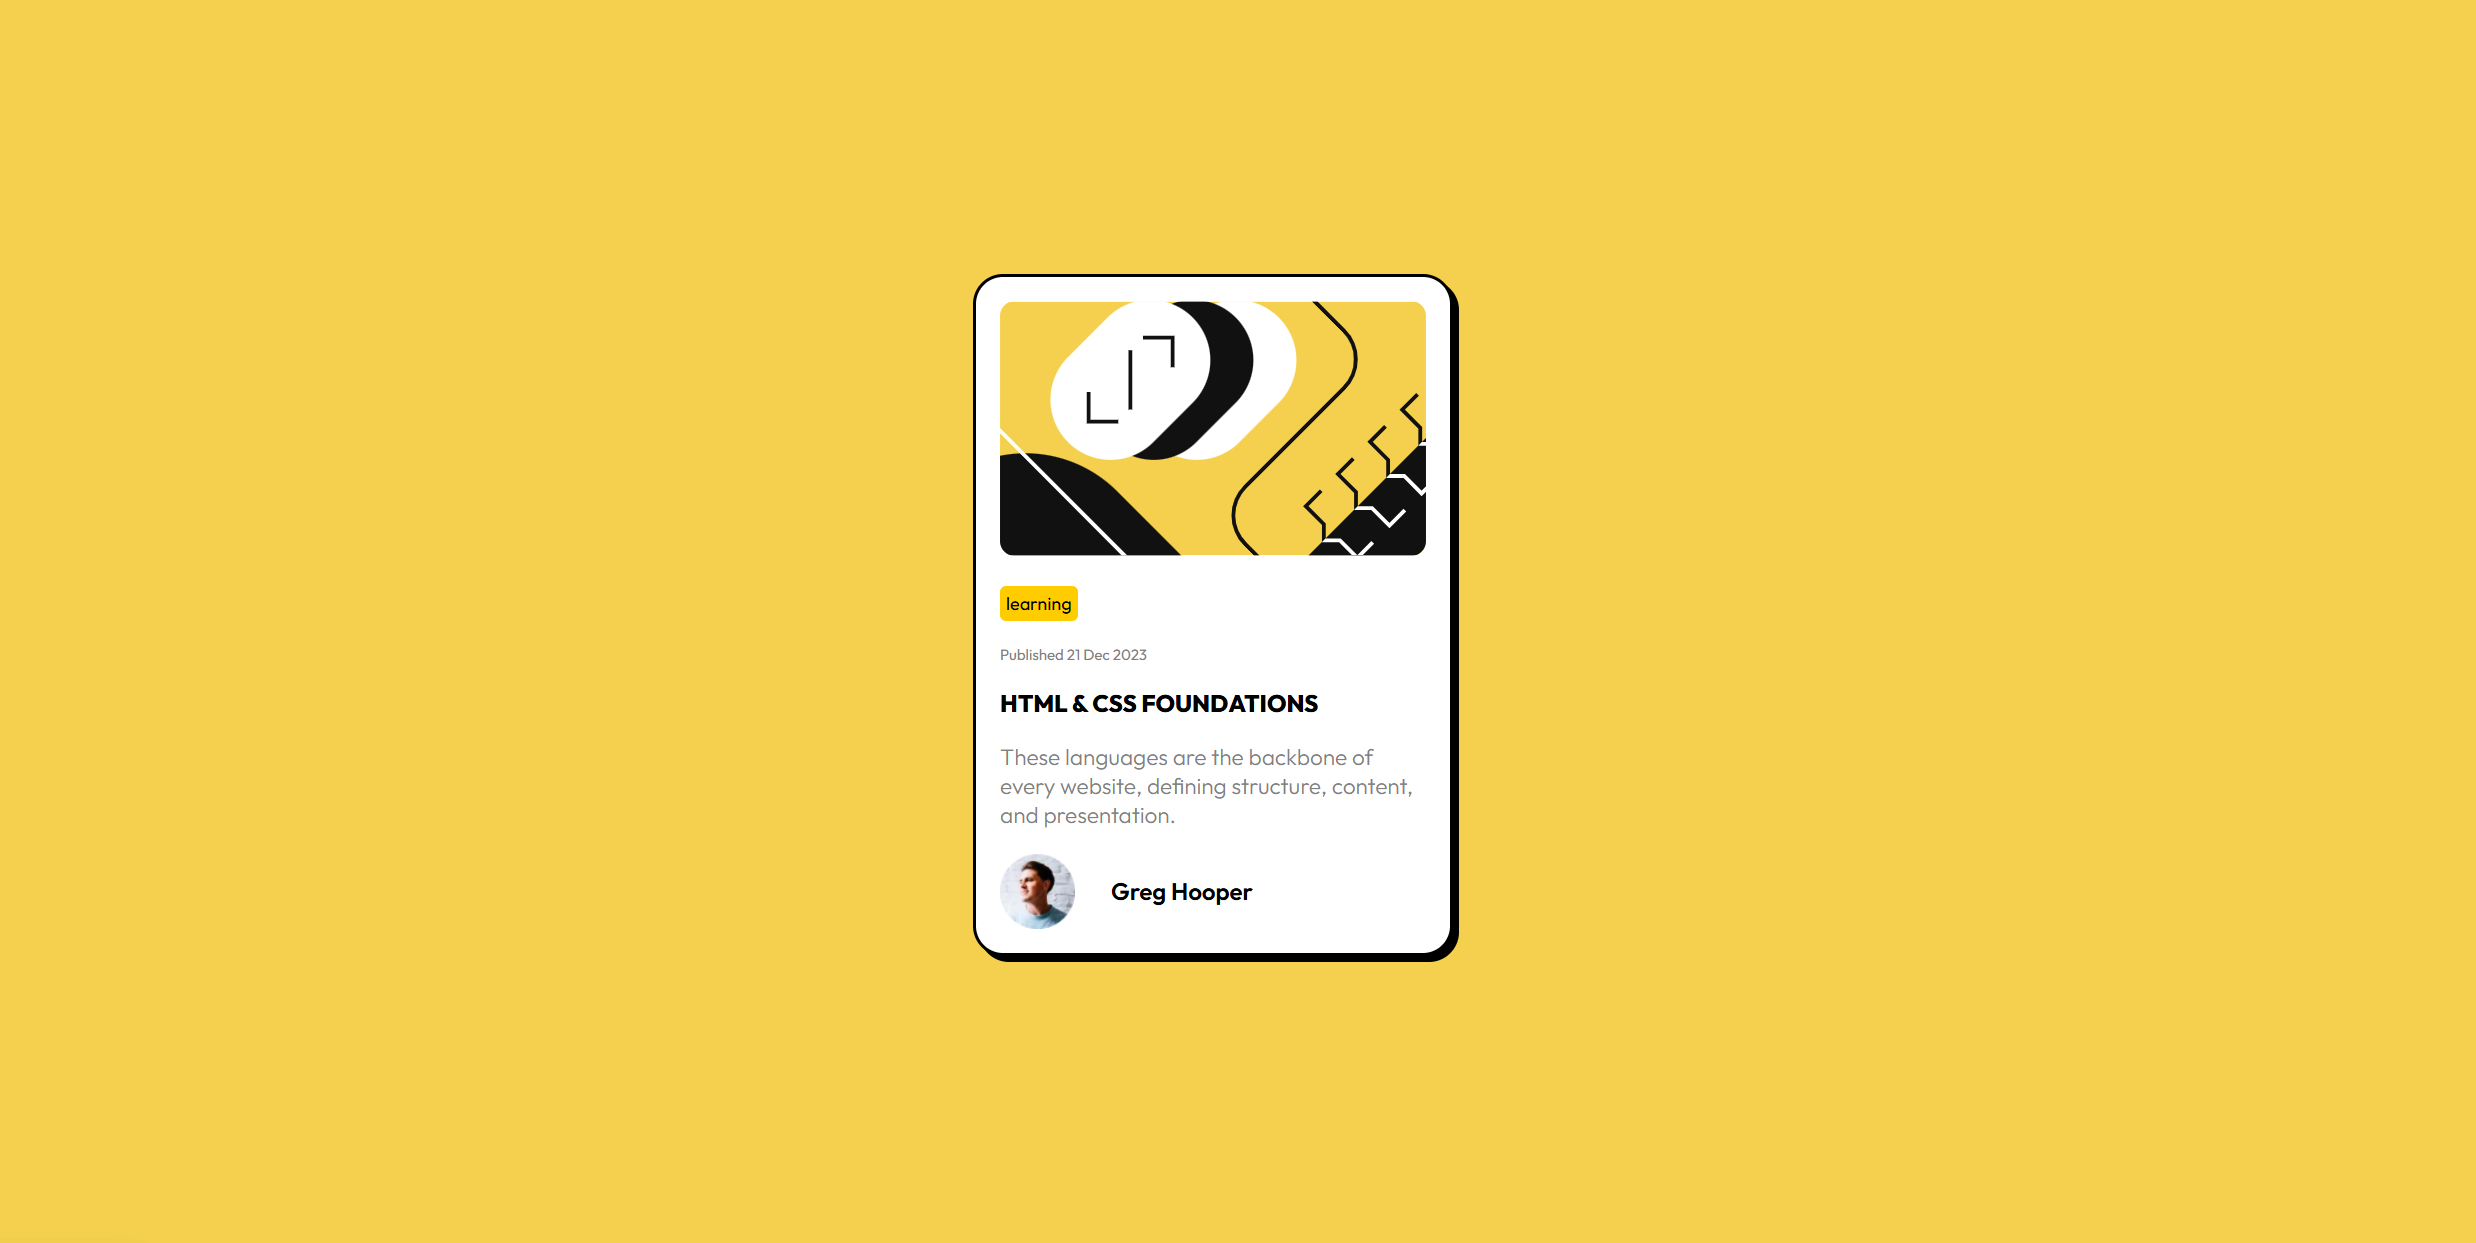 learning
Published 21 Dec 2023
HTML & CSS FOUNDATIONS
These languages are the backbone of
every website, defining structure, content,
and presentation.
Greg Hooper